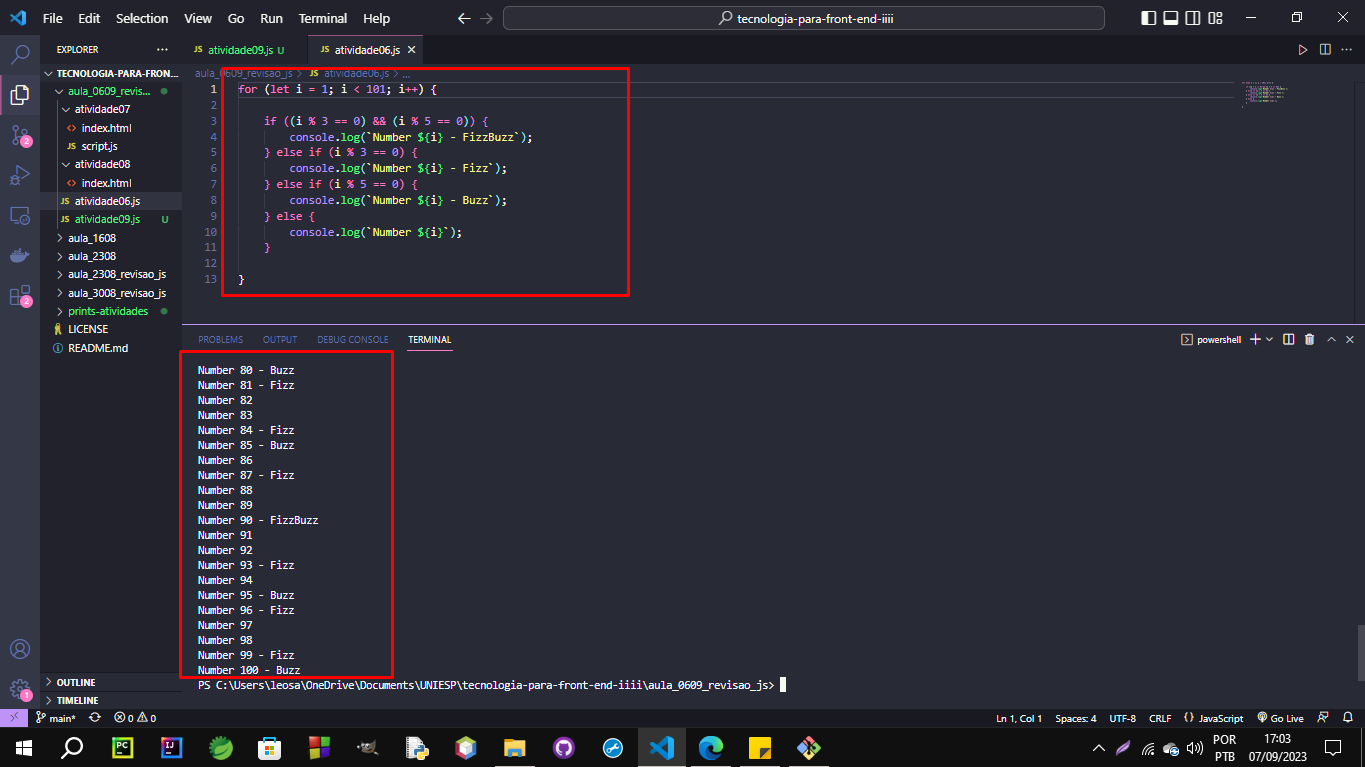 File Edit Selection View Go Run Terminal Help
tecnologia-para-front-end-iiii
EXPLORER
TECNOLOGIA-PARA-FRON...
aula_0609_revis...
atividade07
index.html
JS script.js
atividade08
index.html
JS atividade06.js
JS atividade09.js U
aula_1608
aula_2308
aula_2308_revisao_js
aula_3008_revisao_js
prints-atividades
LICENSE
README.md
OUTLINE
TIMELINE
2
2
1
JS atividade09.js U
JS atividade06.js
aula_0609_revisao_js > JS atividade06.js > ...
1 for (let i = 1; i < 101; i++) {
2
3 if ((i % 3 == 0) && (i % 5 == 0)) {
4 console.log(`Number ${i} - FizzBuzz`);
5 } else if (i % 3 == 0) {
6 console.log(`Number ${i} - Fizz`);
7 } else if (i % 5 == 0) {
8 console.log(`Number ${i} - Buzz`);
9 } else {
10 console.log(`Number ${i}`);
11 }
12
13 }
PROBLEMS OUTPUT DEBUG CONSOLE TERMINAL
powershell
Number 80 - Buzz
Number 81 - Fizz
Number 82
Number 83
Number 84 - Fizz
Number 85 - Buzz
Number 86
Number 87 - Fizz
Number 88
Number 89
Number 90 - FizzBuzz
Number 91
Number 92
Number 93 - Fizz
Number 94
Number 95 - Buzz
Number 96 - Fizz
Number 97
Number 98
Number 99 - Fizz
Number 100 - Buzz
PS C:\Users\leosa\OneDrive\Documents\UNIESP\tecnologia-para-front-end-iiii\aula_0609_revisao_js>
main* 0 0
Ln 1, Col 1 Spaces: 4 UTF-8 CRLF {} JavaScript Go Live
PC
IJ
POR
PTB
17:03
07/09/2023